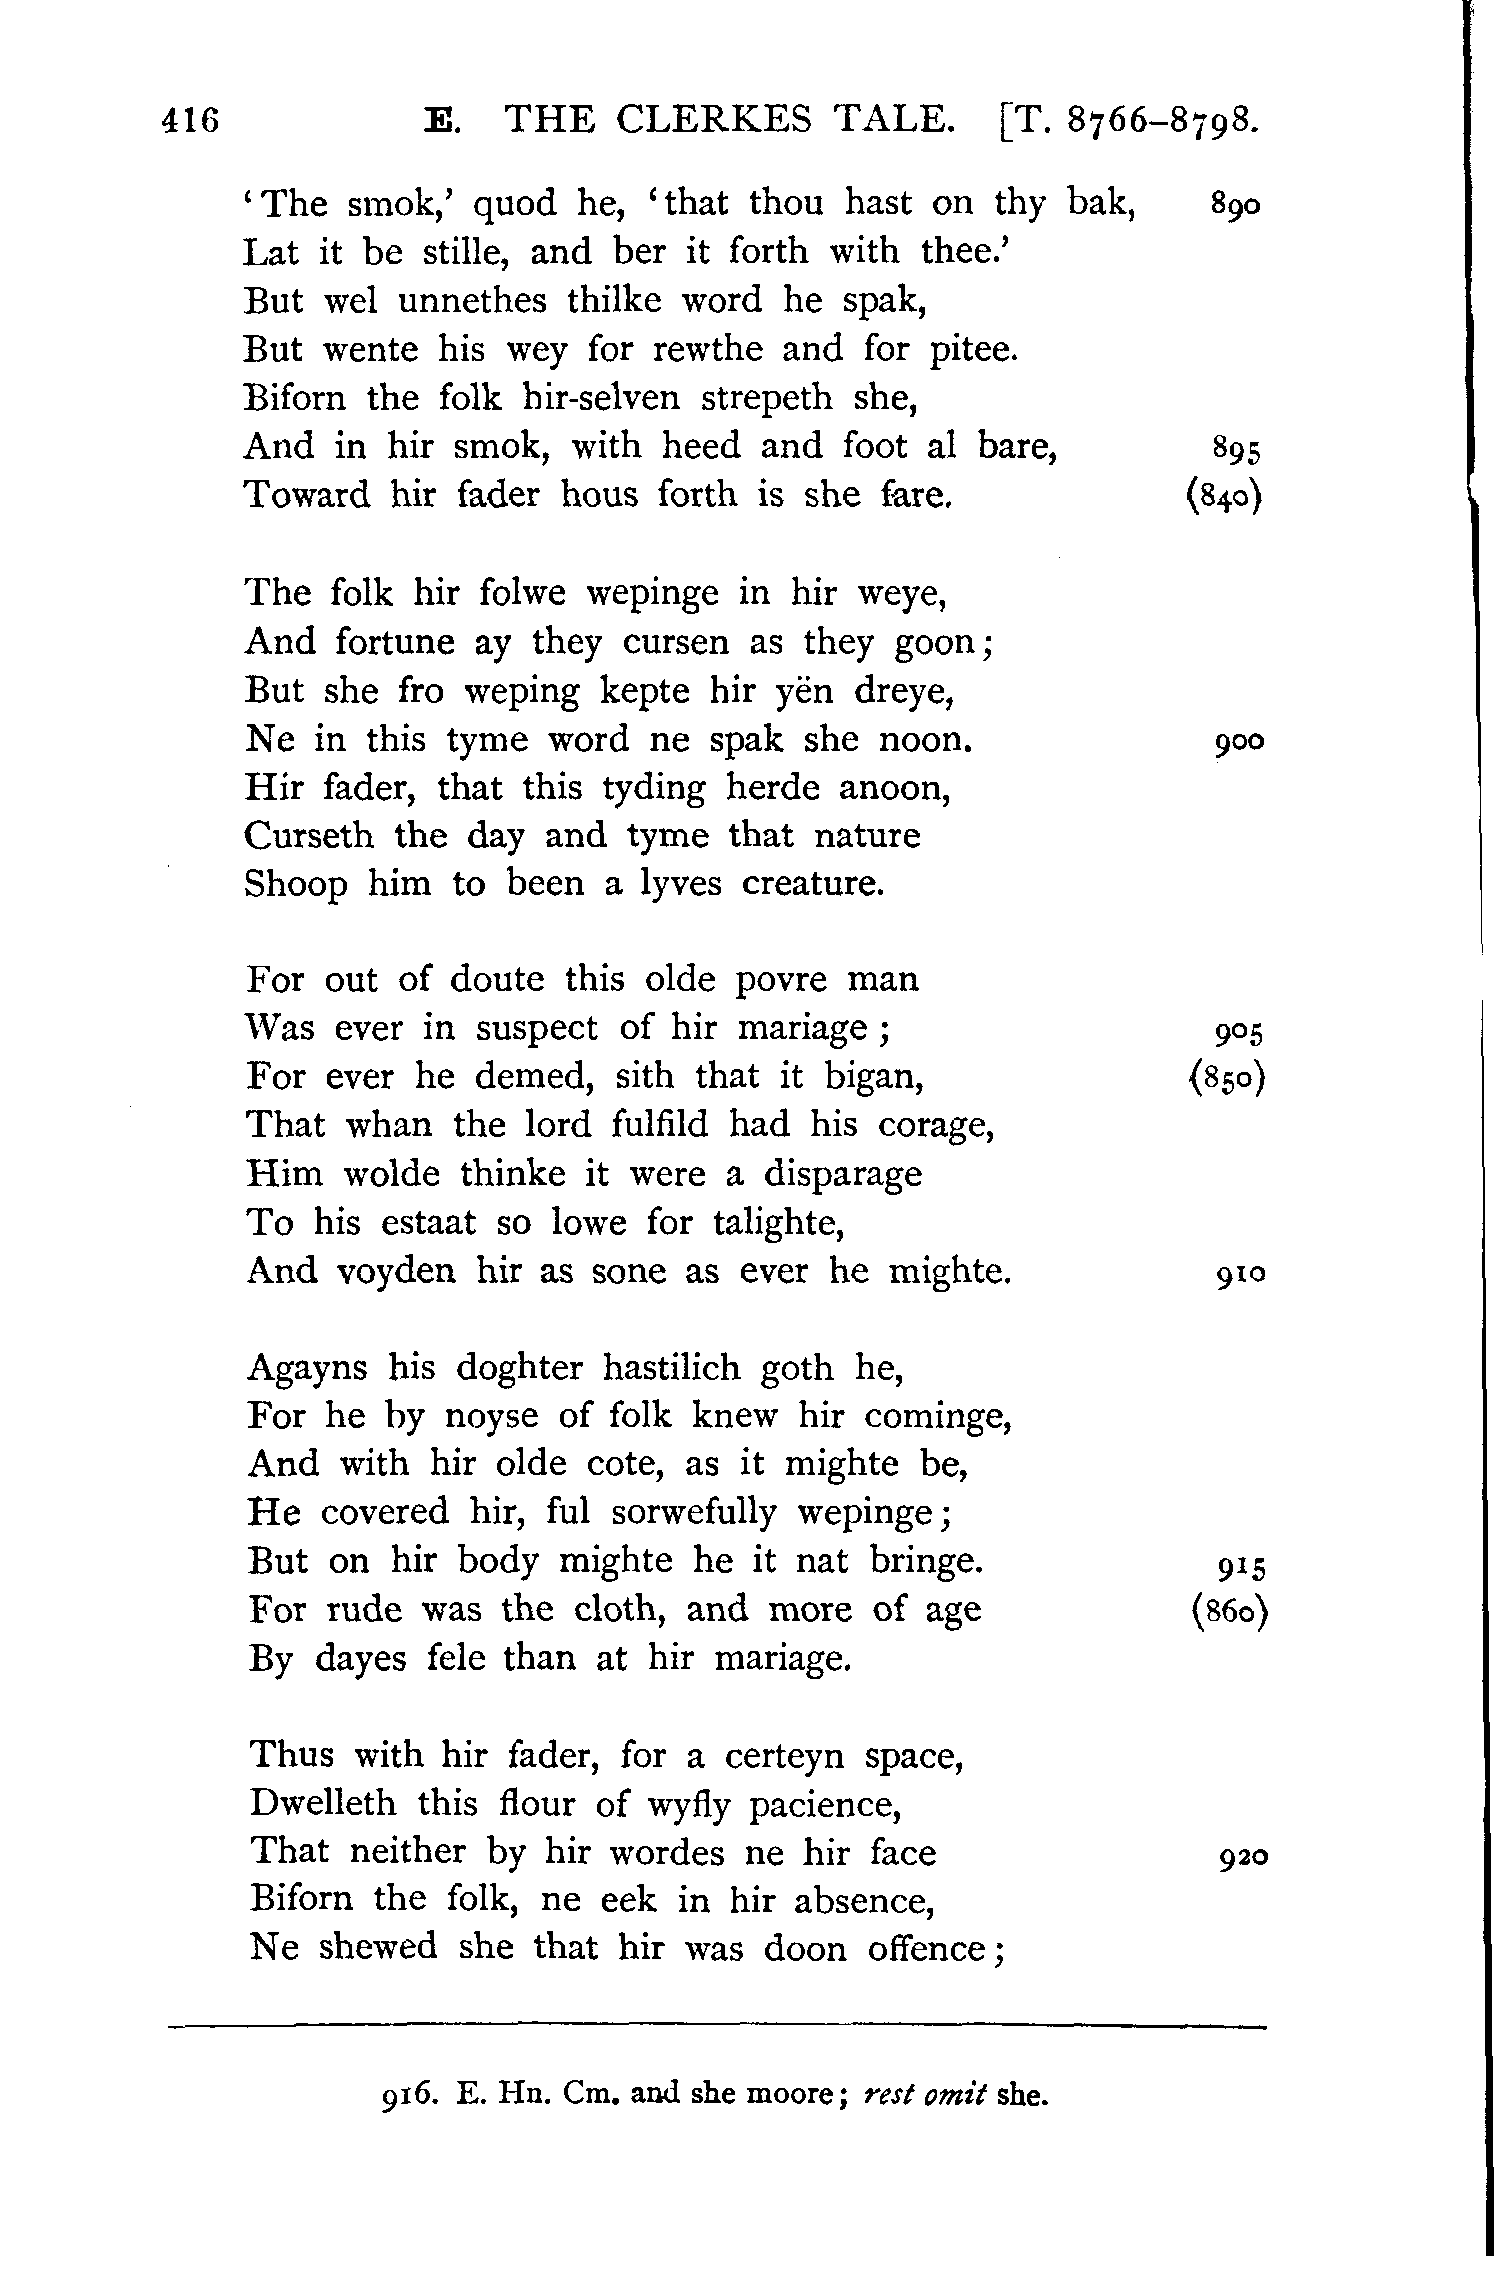 416 E. THE CLERKES TALE. [T. 8766–8798.
‘The smok,’ quod he, ‘that thou hast on thy bak, 890
Lat it be stille, and ber it forth with thee.’
But wel unnethes thilke word he spak,
But wente his wey for rewthe and for pitee.
Biforn the folk hir-selven strepeth she,
And in hir smok, with heed and foot al bare, 895
Toward hir fader hous forth is she fare. (840)
The folk hir folwe wepinge in hir weye,
And fortune ay they cursen as they goon;
But she fro weping kepte hir yën dreye,
Ne in this tyme word ne spak she noon. 900
Hir fader, that this tyding herde anoon,
Curseth the day and tyme that nature
Shoop him to been a lyves creature.
For out of doute this olde povre man
Was ever in suspect of hir mariage; 905
For ever he demed, sith that it bigan, (850)
That whan the lord fulfild had his corage,
Him wolde thinke it were a disparage
To his estaat so lowe for talighte,
And voyden hir as sone as ever he mighte. 910
Agayns his doghter hastilich goth he,
For he by noyse of folk knew hir cominge,
And with hir olde cote, as it mighte be,
He covered hir, ful sorwefully wepinge;
But on hir body mighte he it nat bringe. 915
For rude was the cloth, and more of age (860)
By dayes fele than at hir mariage.
Thus with hir fader, for a certeyn space,
Dwelleth this flour of wyfly pacience,
That neither by hir wordes ne hir face 920
Biforn the folk, ne eek in hir absence,
Ne shewed she that hir was doon offence;
916. E. Hn. Cm. and she moore; rest omit she.